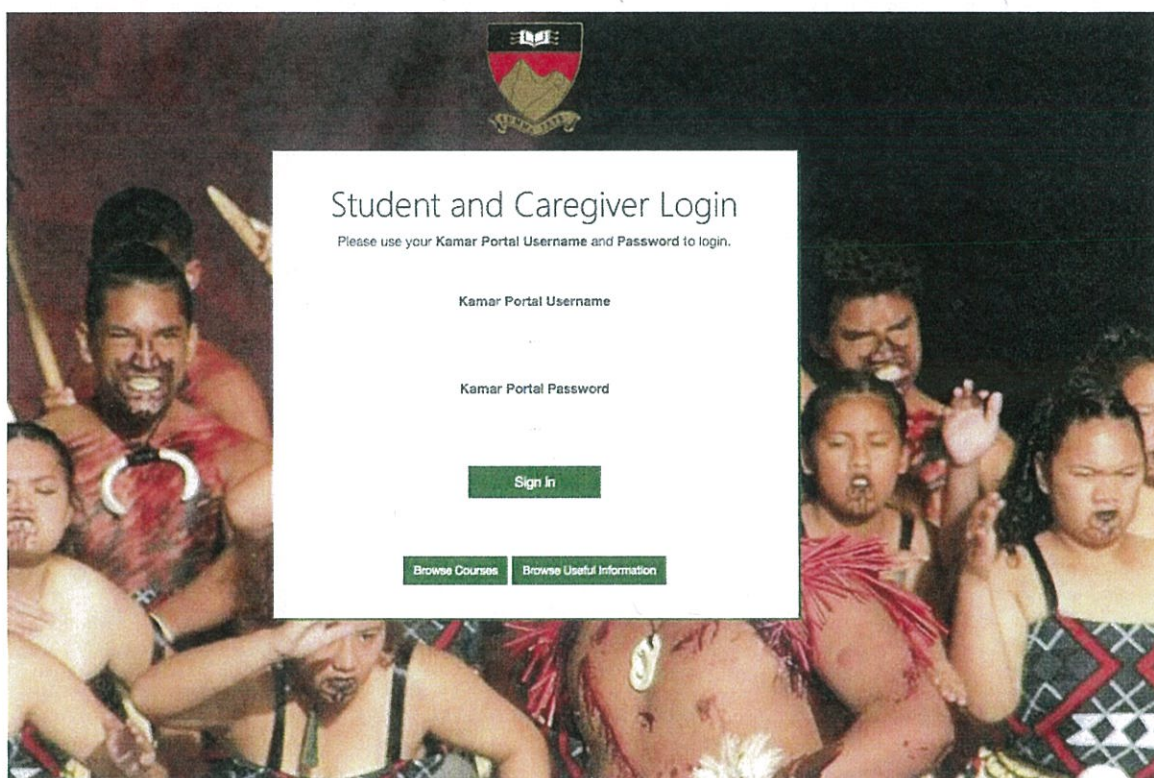 Student and Caregiver Login
Please use your Kamar Portal Username and Password to login.
Kamar Portal Username
Kamar Portal Password
Sign In
Browse Courses Browse Useful Information